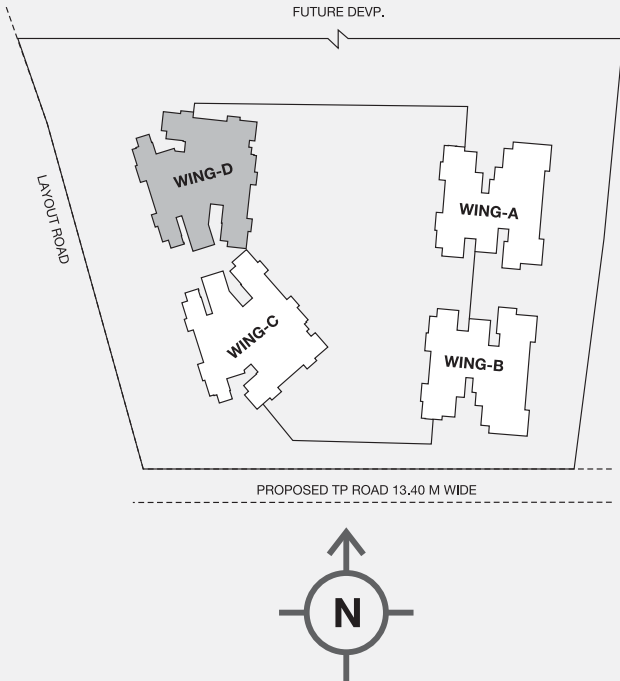 FUTURE DEVP.
WING-D
WING-A
LAYOUT ROAD
WING-C
WING-B
PROPOSED TP ROAD 13.40 M WIDE
N